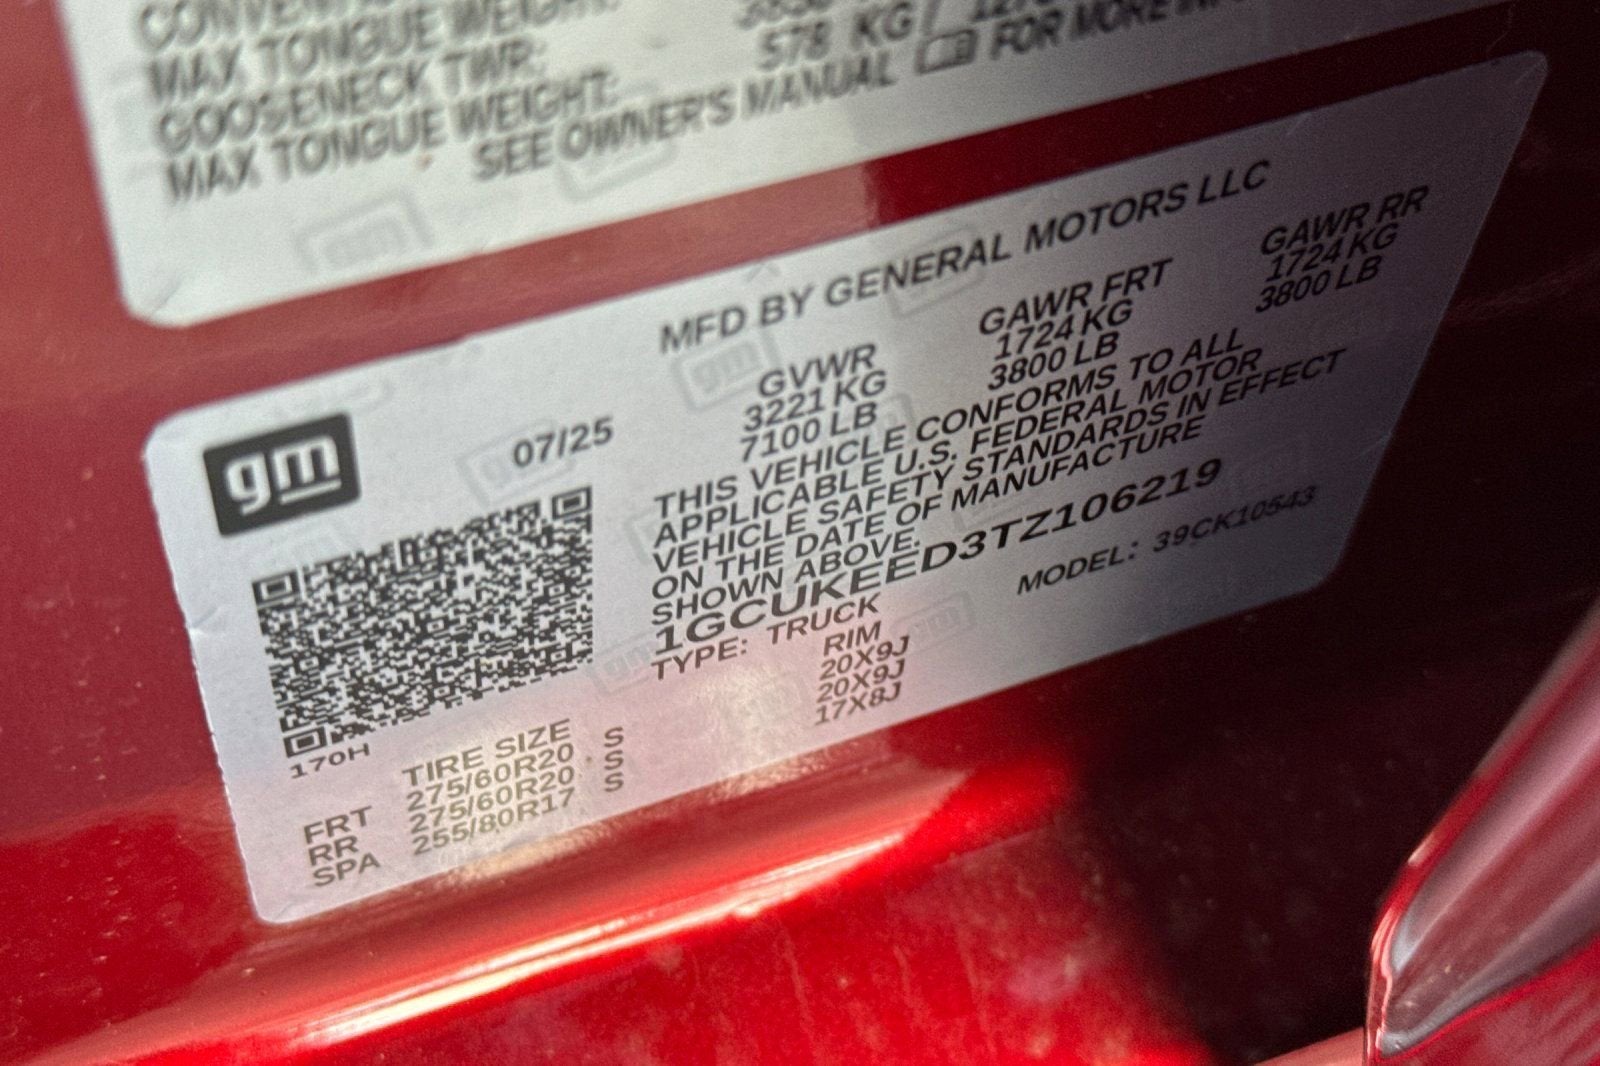 MAX TONGUE WEIGHT:
GOOSENECK TWR:
MAX TONGUE WEIGHT: 578 KG/
SEE OWNER'S MANUAL FOR MORE
MFD BY GENERAL MOTORS LLC
gm
07/25
GVWR GAWR FRT GAWR RR
3221 KG 1724 KG 1724 KG
7100 LB 3800 LB 3800 LB
THIS VEHICLE CONFORMS TO ALL
APPLICABLE U.S. FEDERAL MOTOR
VEHICLE SAFETY STANDARDS IN EFFECT
ON THE DATE OF MANUFACTURE
SHOWN ABOVE.
1GCUKEED3TZ106219
TYPE: TRUCK MODEL: 39CK10543
170H
TIRE SIZE RIM
FRT 275/60R20 S 20X9J
RR 275/60R20 S 20X9J
SPA 255/80R17 S 17X8J